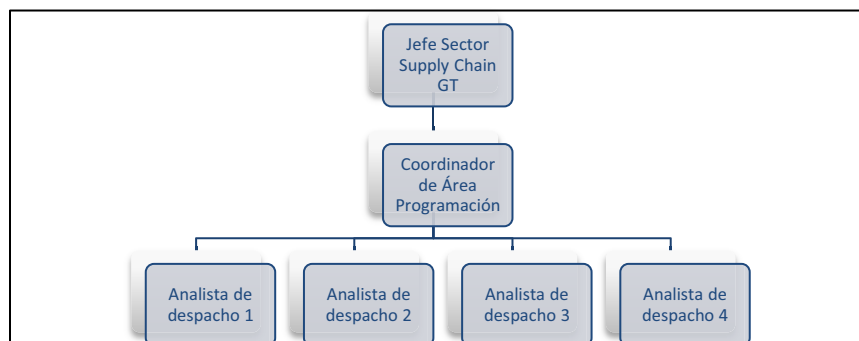 Jefe Sector
Supply Chain
GT
Coordinador
de Área
Programación
Analista de
despacho 1
Analista de
despacho 2
Analista de
despacho 3
Analista de
despacho 4